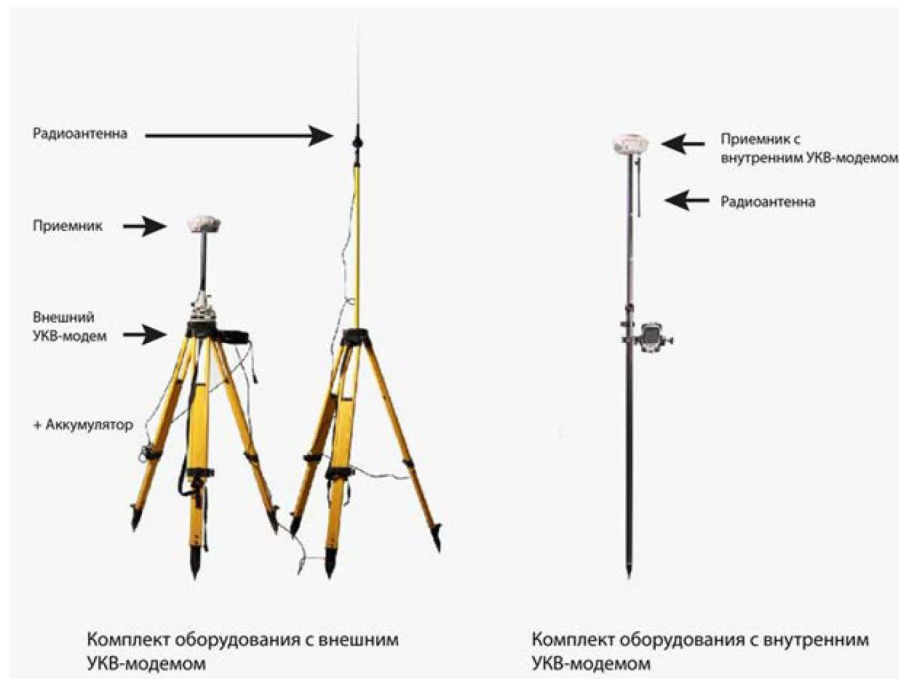 Радиоантенна
Приемник
Внешний
УКВ-модем
+ Аккумулятор
Комплект оборудования с внешним
УКВ-модемом
Приемник с
внутренним УКВ-модемом
Радиоантенна
Комплект оборудования с внутренним
УКВ-модемом